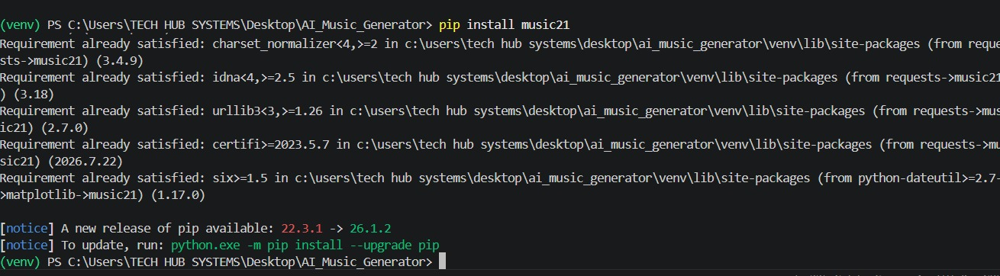 (venv) PS C:\Users\TECH HUB SYSTEMS\Desktop\AI_Music_Generator> pip install music21
Requirement already satisfied: charset_normalizer<4,>=2 in c:\users\tech hub systems\desktop\ai_music_generator\venv\lib\site-packages (from reque
sts->music21) (3.4.9)
Requirement already satisfied: idna<4,>=2.5 in c:\users\tech hub systems\desktop\ai_music_generator\venv\lib\site-packages (from requests->music21
) (3.18)
Requirement already satisfied: urllib3<3,>=1.26 in c:\users\tech hub systems\desktop\ai_music_generator\venv\lib\site-packages (from requests->mus
ic21) (2.7.0)
Requirement already satisfied: certifi>=2023.5.7 in c:\users\tech hub systems\desktop\ai_music_generator\venv\lib\site-packages (from requests->mu
sic21) (2026.7.22)
Requirement already satisfied: six>=1.5 in c:\users\tech hub systems\desktop\ai_music_generator\venv\lib\site-packages (from python-dateutil>=2.7-
>matplotlib->music21) (1.17.0)
[notice] A new release of pip available: 22.3.1 -> 26.1.2
[notice] To update, run: python.exe -m pip install --upgrade pip
(venv) PS C:\Users\TECH HUB SYSTEMS\Desktop\AI_Music_Generator>